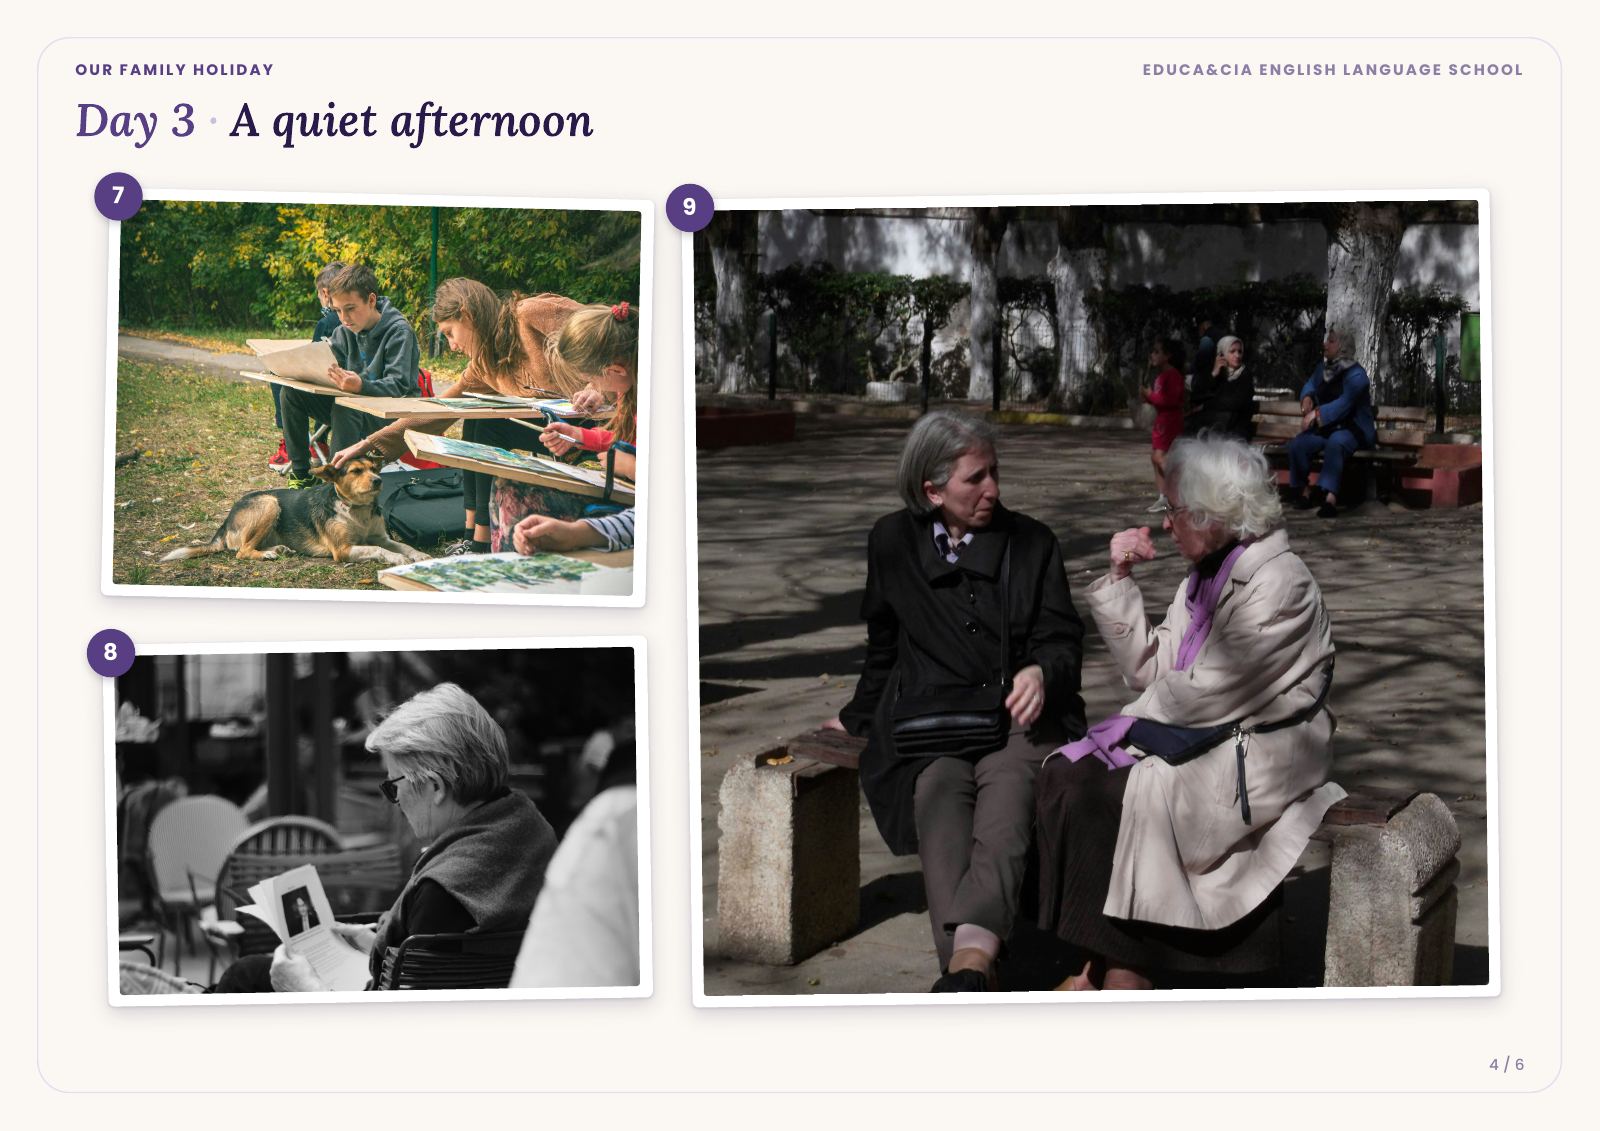 OUR FAMILY HOLIDAY
EDUCA&CIA ENGLISH LANGUAGE SCHOOL
Day 3 · A quiet afternoon
7
9
8
4 / 6